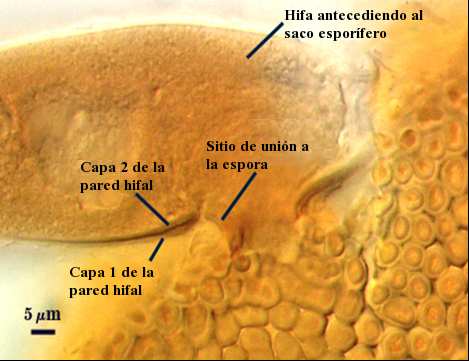 Hifa antecediendo al
saco esporífero
Sitio de unión a
la espora
Capa 2 de la
pared hifal
Capa 1 de la
pared hifal
5 µm